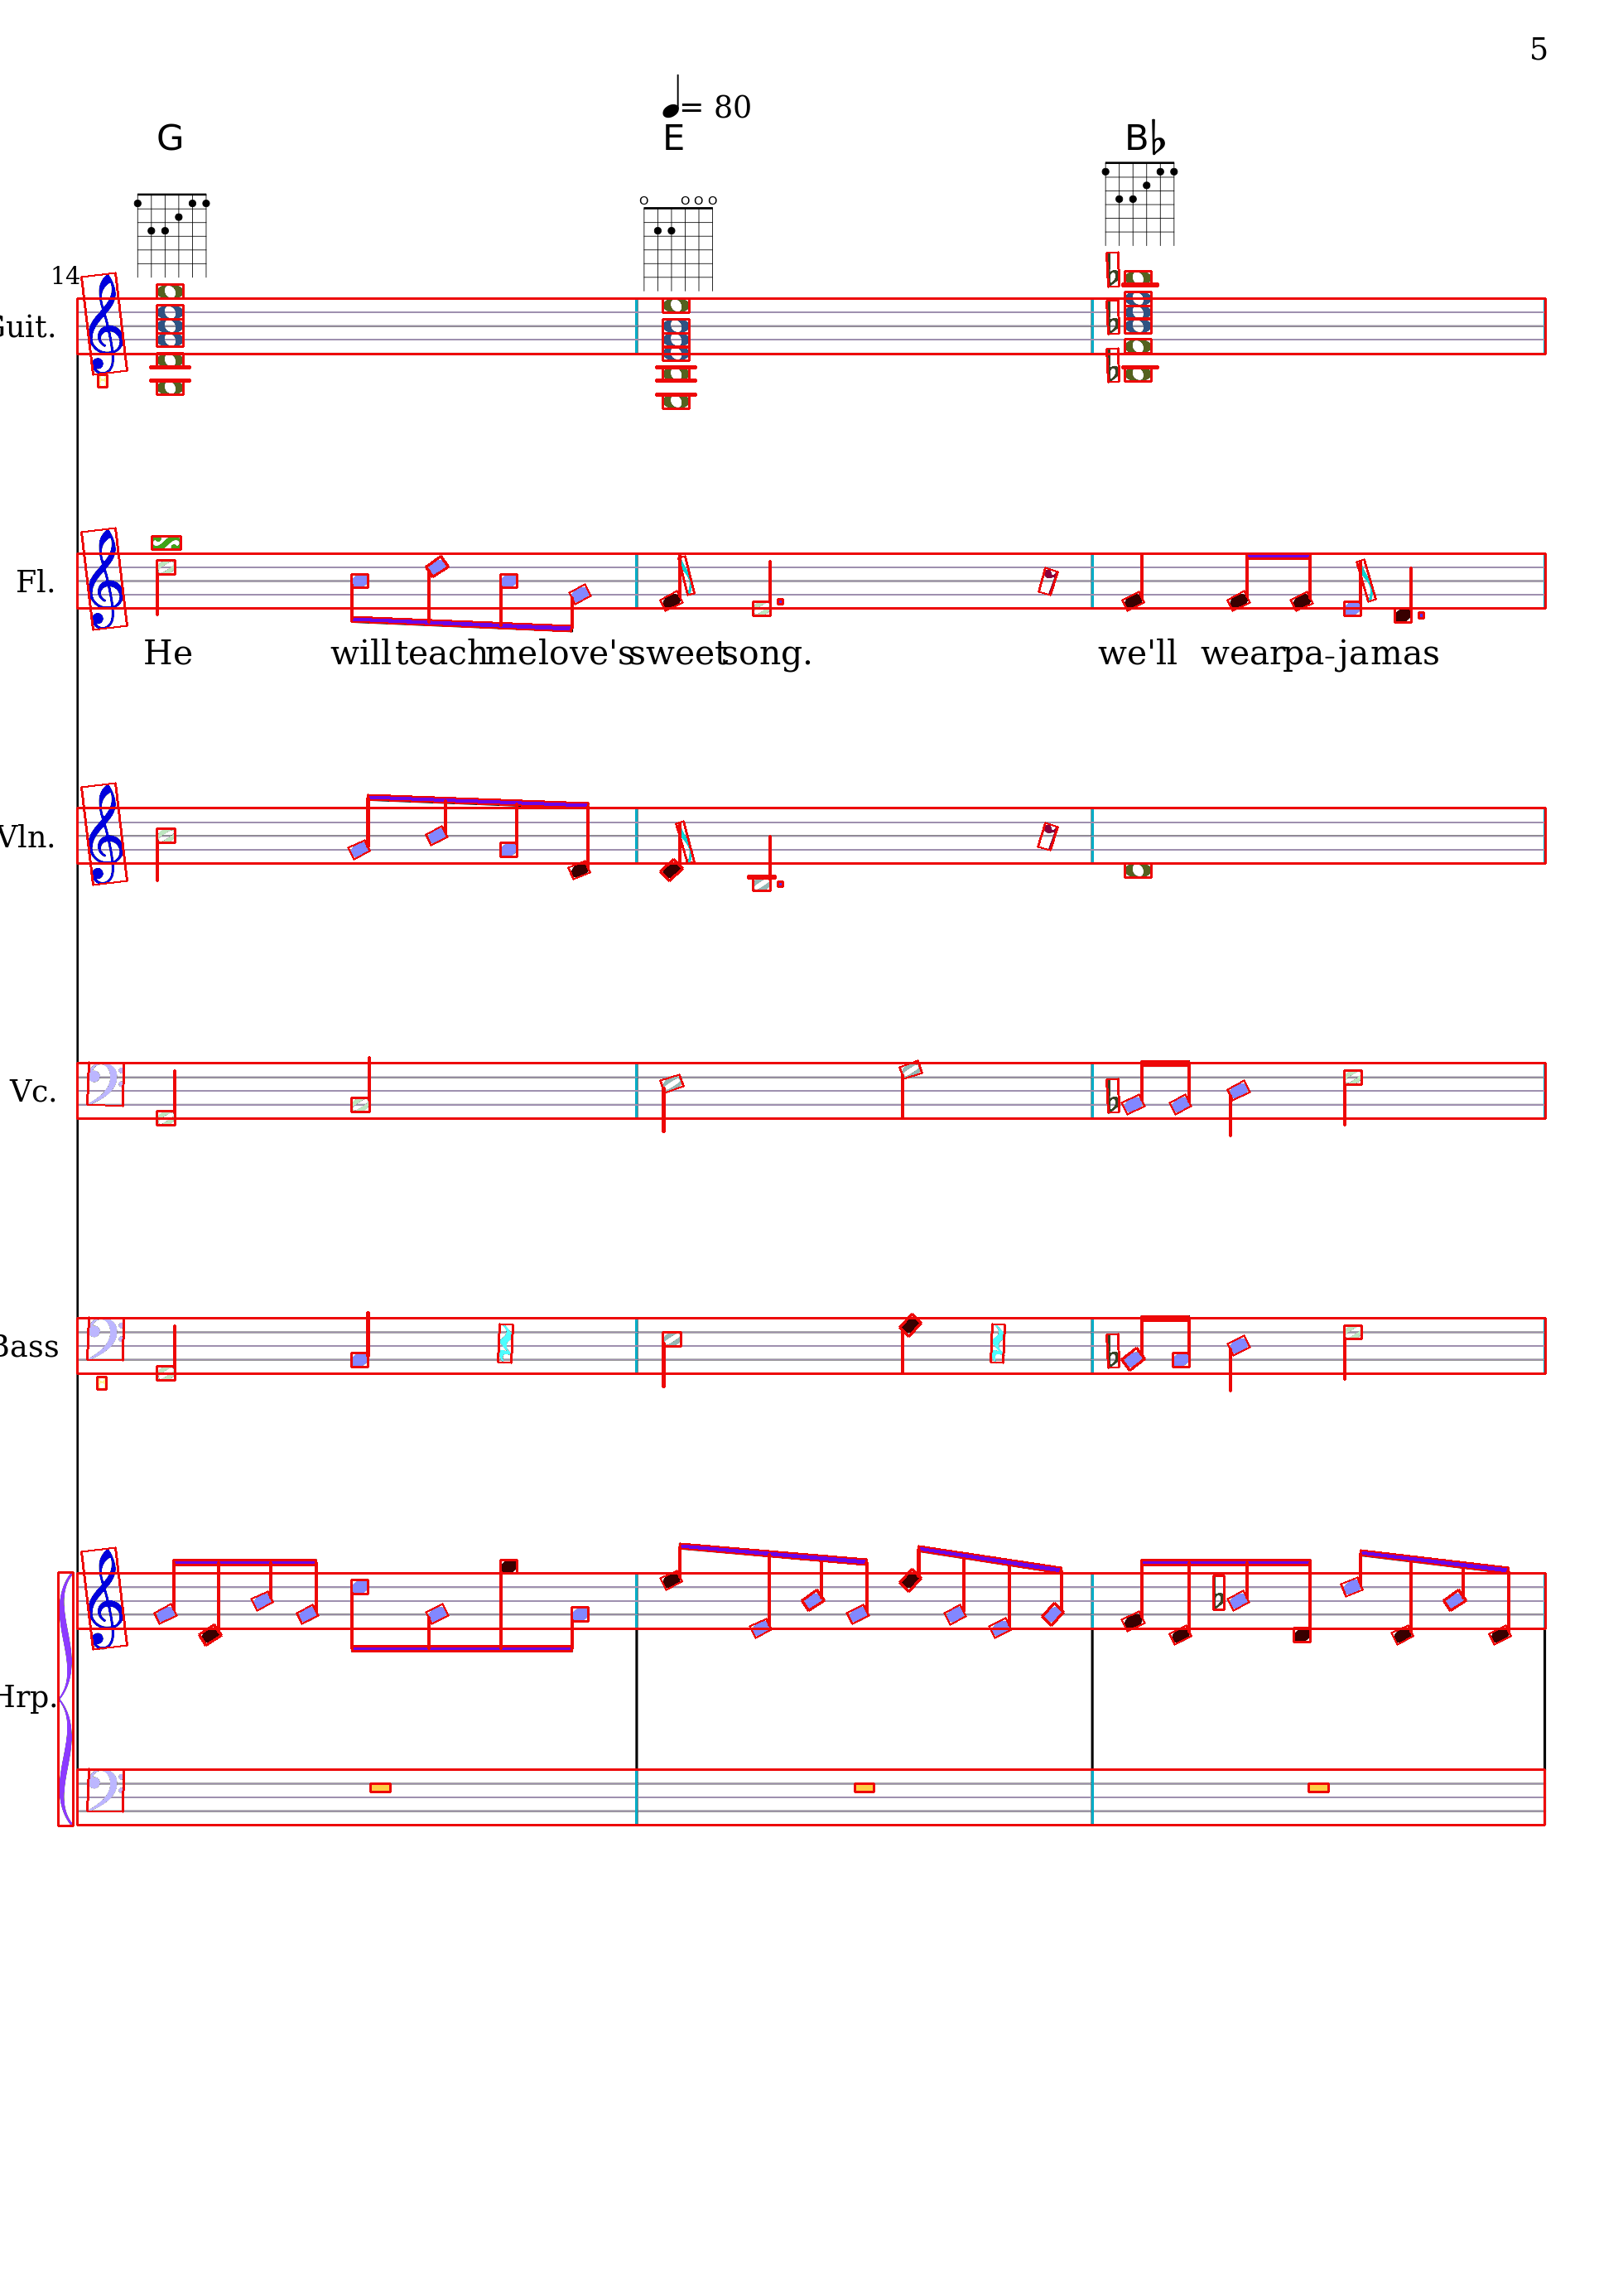 5
= 80
G E B♭
14
Guit.
Fl.
He will teach me love's sweet song. we'll wear pa-jamas
Vln.
Vc.
Bass
Hrp.